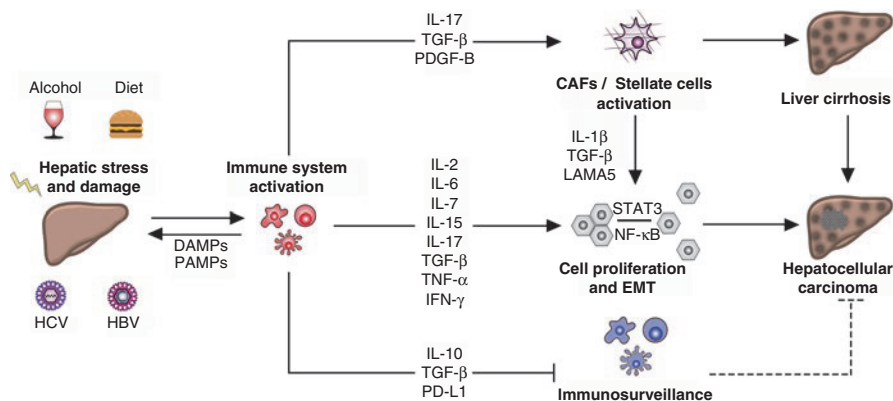 IL-17
TGF-β
PDGF-B
CAFs / Stellate cells
activation
Liver cirrhosis
Alcohol
Diet
Hepatic stress
and damage
Immune system
activation
DAMPs
PAMPs
HCV
HBV
IL-2
IL-6
IL-7
IL-15
IL-17
TGF-β
TNF-α
IFN-γ
IL-1β
TGF-β
LAMA5
STAT3
NF-κB
Cell proliferation
and EMT
Hepatocellular
carcinoma
IL-10
TGF-β
PD-L1
Immunosurveillance